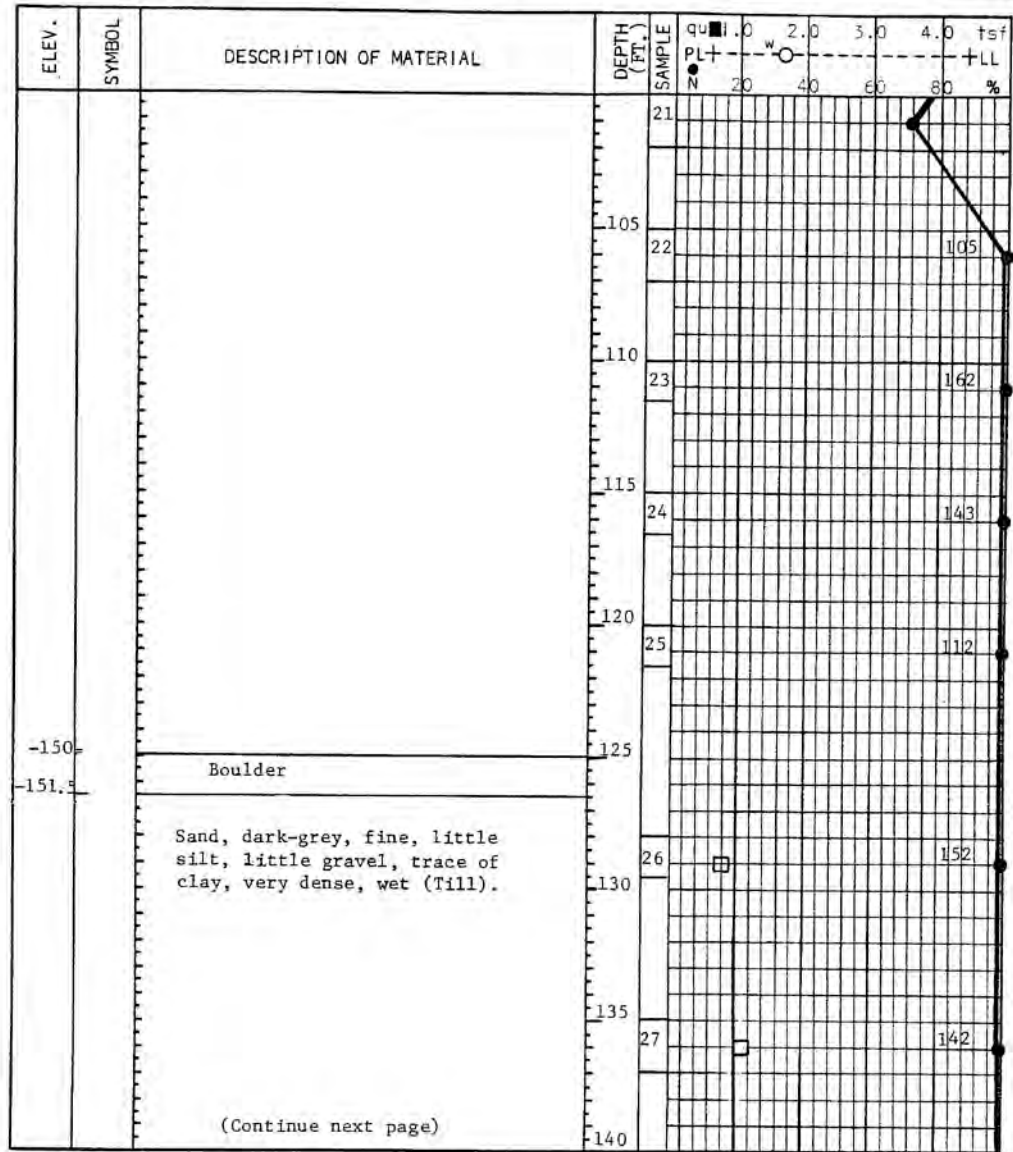 ELEV.
SYMBOL
DESCRIPTION OF MATERIAL
DEPTH (FT.)
SAMPLE
qu 1.0 2.0 3.0 4.0 tsf
PL w LL
N 20 40 60 80 %
21
105
22 105
110
23 162
115
24 143
120
25 112
-150
125
Boulder
-151.5
Sand, dark-grey, fine, little
silt, little gravel, trace of
clay, very dense, wet (Till).
26 152
130
135
27 142
(Continue next page)
140